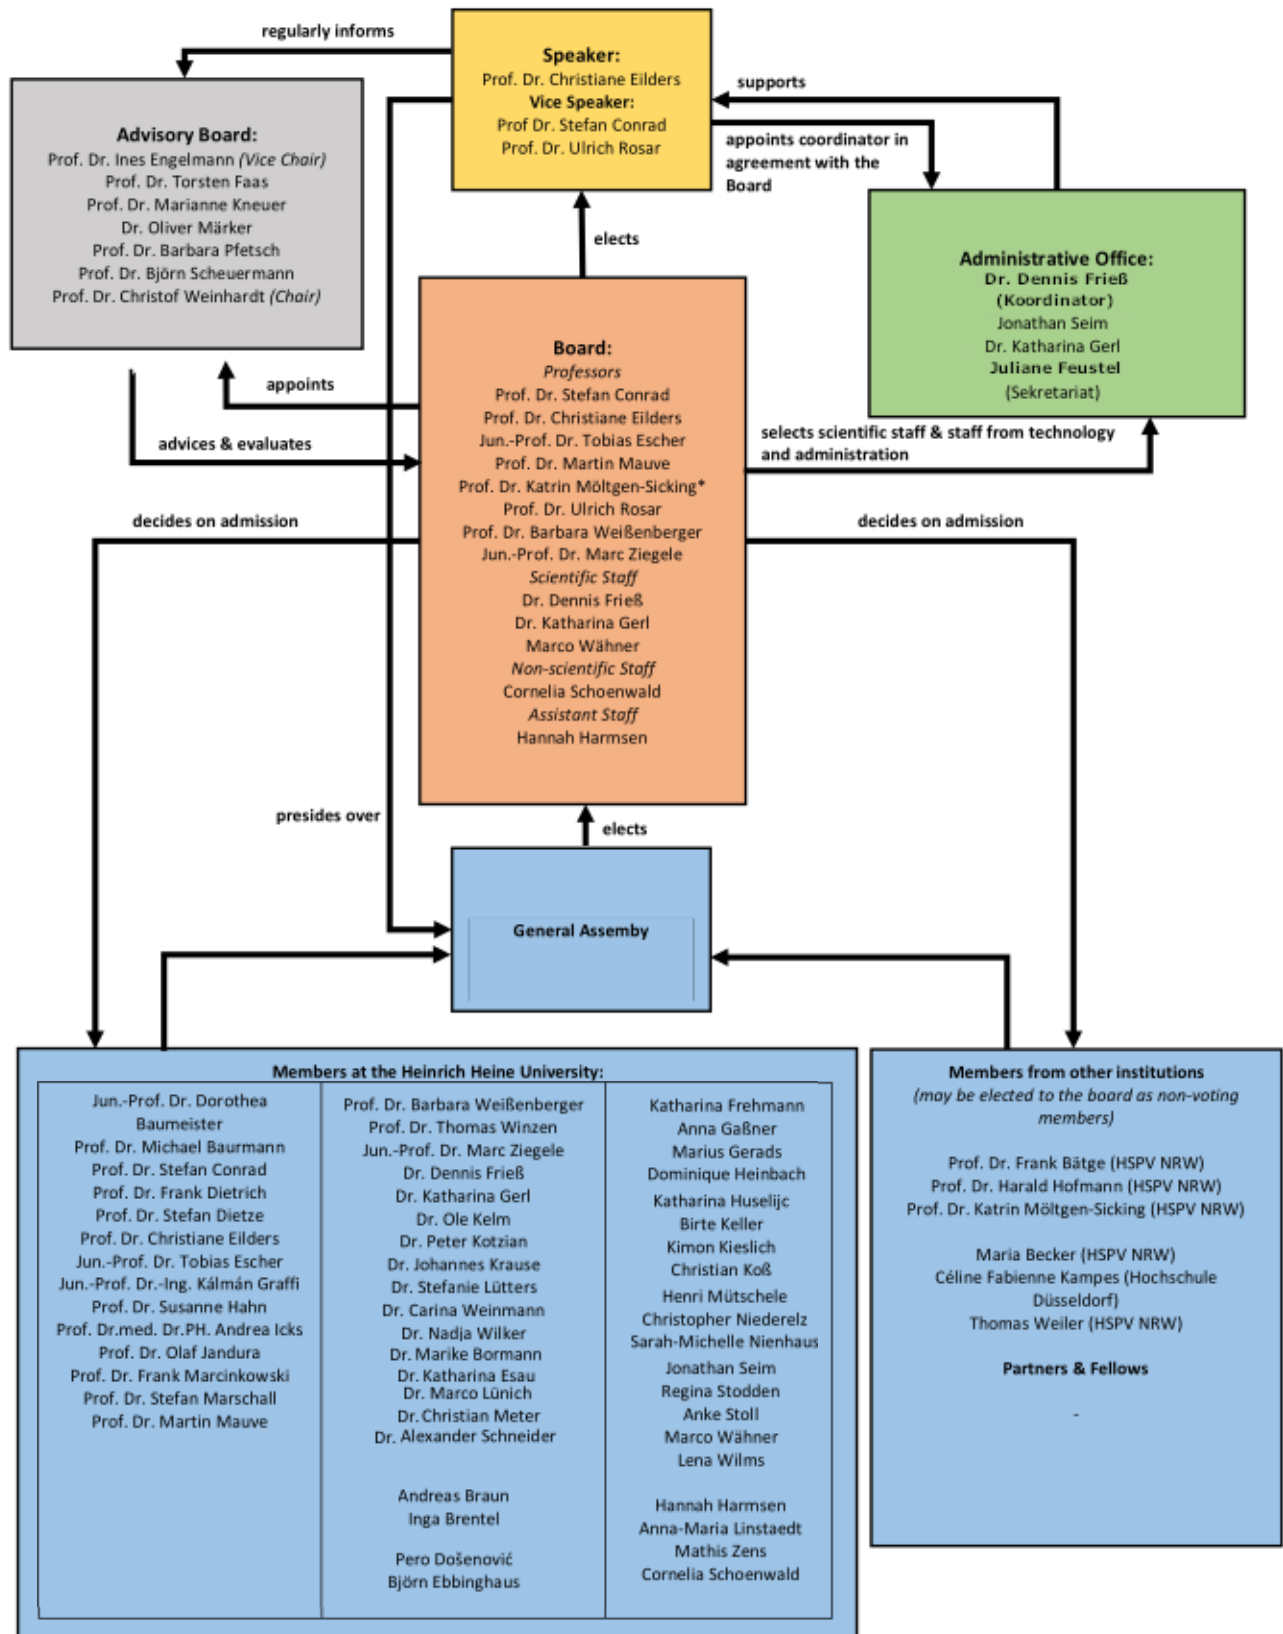 regularly informs
Speaker:
Prof. Dr. Christiane Eilders
Vice Speaker:
Prof Dr. Stefan Conrad
Prof. Dr. Ulrich Rosar
supports
appoints coordinator in
agreement with the
Board
Advisory Board:
Prof. Dr. Ines Engelmann (Vice Chair)
Prof. Dr. Torsten Faas
Prof. Dr. Marianne Kneuer
Dr. Oliver Märker
Prof. Dr. Barbara Pfetsch
Prof. Dr. Björn Scheuermann
Prof. Dr. Christof Weinhardt (Chair)
elects
Administrative Office:
Dr. Dennis Frieß
(Koordinator)
Jonathan Seim
Dr. Katharina Gerl
Juliane Feustel
(Sekretariat)
appoints
advices & evaluates
decides on admission
Board:
Professors
Prof. Dr. Stefan Conrad
Prof. Dr. Christiane Eilders
Jun.-Prof. Dr. Tobias Escher
Prof. Dr. Martin Mauve
Prof. Dr. Katrin Möltgen-Sicking*
Prof. Dr. Ulrich Rosar
Prof. Dr. Barbara Weißenberger
Jun.-Prof. Dr. Marc Ziegele
Scientific Staff
Dr. Dennis Frieß
Dr. Katharina Gerl
Marco Wähner
Non-scientific Staff
Cornelia Schoenwald
Assistant Staff
Hannah Harmsen
selects scientific staff & staff from technology
and administration
decides on admission
presides over
elects
General Assemby
Members at the Heinrich Heine University:
Jun.-Prof. Dr. Dorothea
Baumeister
Prof. Dr. Michael Baurmann
Prof. Dr. Stefan Conrad
Prof. Dr. Frank Dietrich
Prof. Dr. Stefan Dietze
Prof. Dr. Christiane Eilders
Jun.-Prof. Dr. Tobias Escher
Jun.-Prof. Dr.-Ing. Kálmán Graffi
Prof. Dr. Susanne Hahn
Prof. Dr.med. Dr.PH. Andrea Icks
Prof. Dr. Olaf Jandura
Prof. Dr. Frank Marcinkowski
Prof. Dr. Stefan Marschall
Prof. Dr. Martin Mauve
Prof. Dr. Barbara Weißenberger
Prof. Dr. Thomas Winzen
Jun.-Prof. Dr. Marc Ziegele
Dr. Dennis Frieß
Dr. Katharina Gerl
Dr. Ole Kelm
Dr. Peter Kotzian
Dr. Johannes Krause
Dr. Stefanie Lütters
Dr. Carina Weinmann
Dr. Nadja Wilker
Dr. Marike Bormann
Dr. Katharina Esau
Dr. Marco Lünich
Dr. Christian Meter
Dr. Alexander Schneider
Andreas Braun
Inga Brentel
Pero Došenović
Björn Ebbinghaus
Katharina Frehmann
Anna Gaßner
Marius Gerads
Dominique Heinbach
Katharina Huselijc
Birte Keller
Kimon Kieslich
Christian Koß
Henri Mütschele
Christopher Niederelz
Sarah-Michelle Nienhaus
Jonathan Seim
Regina Stodden
Anke Stoll
Marco Wähner
Lena Wilms
Hannah Harmsen
Anna-Maria Linstaedt
Mathis Zens
Cornelia Schoenwald
Members from other institutions
(may be elected to the board as non-voting
members)
Prof. Dr. Frank Bätge (HSPV NRW)
Prof. Dr. Harald Hofmann (HSPV NRW)
Prof. Dr. Katrin Möltgen-Sicking (HSPV NRW)
Maria Becker (HSPV NRW)
Céline Fabienne Kampes (Hochschule
Düsseldorf)
Thomas Weiler (HSPV NRW)
Partners & Fellows
-